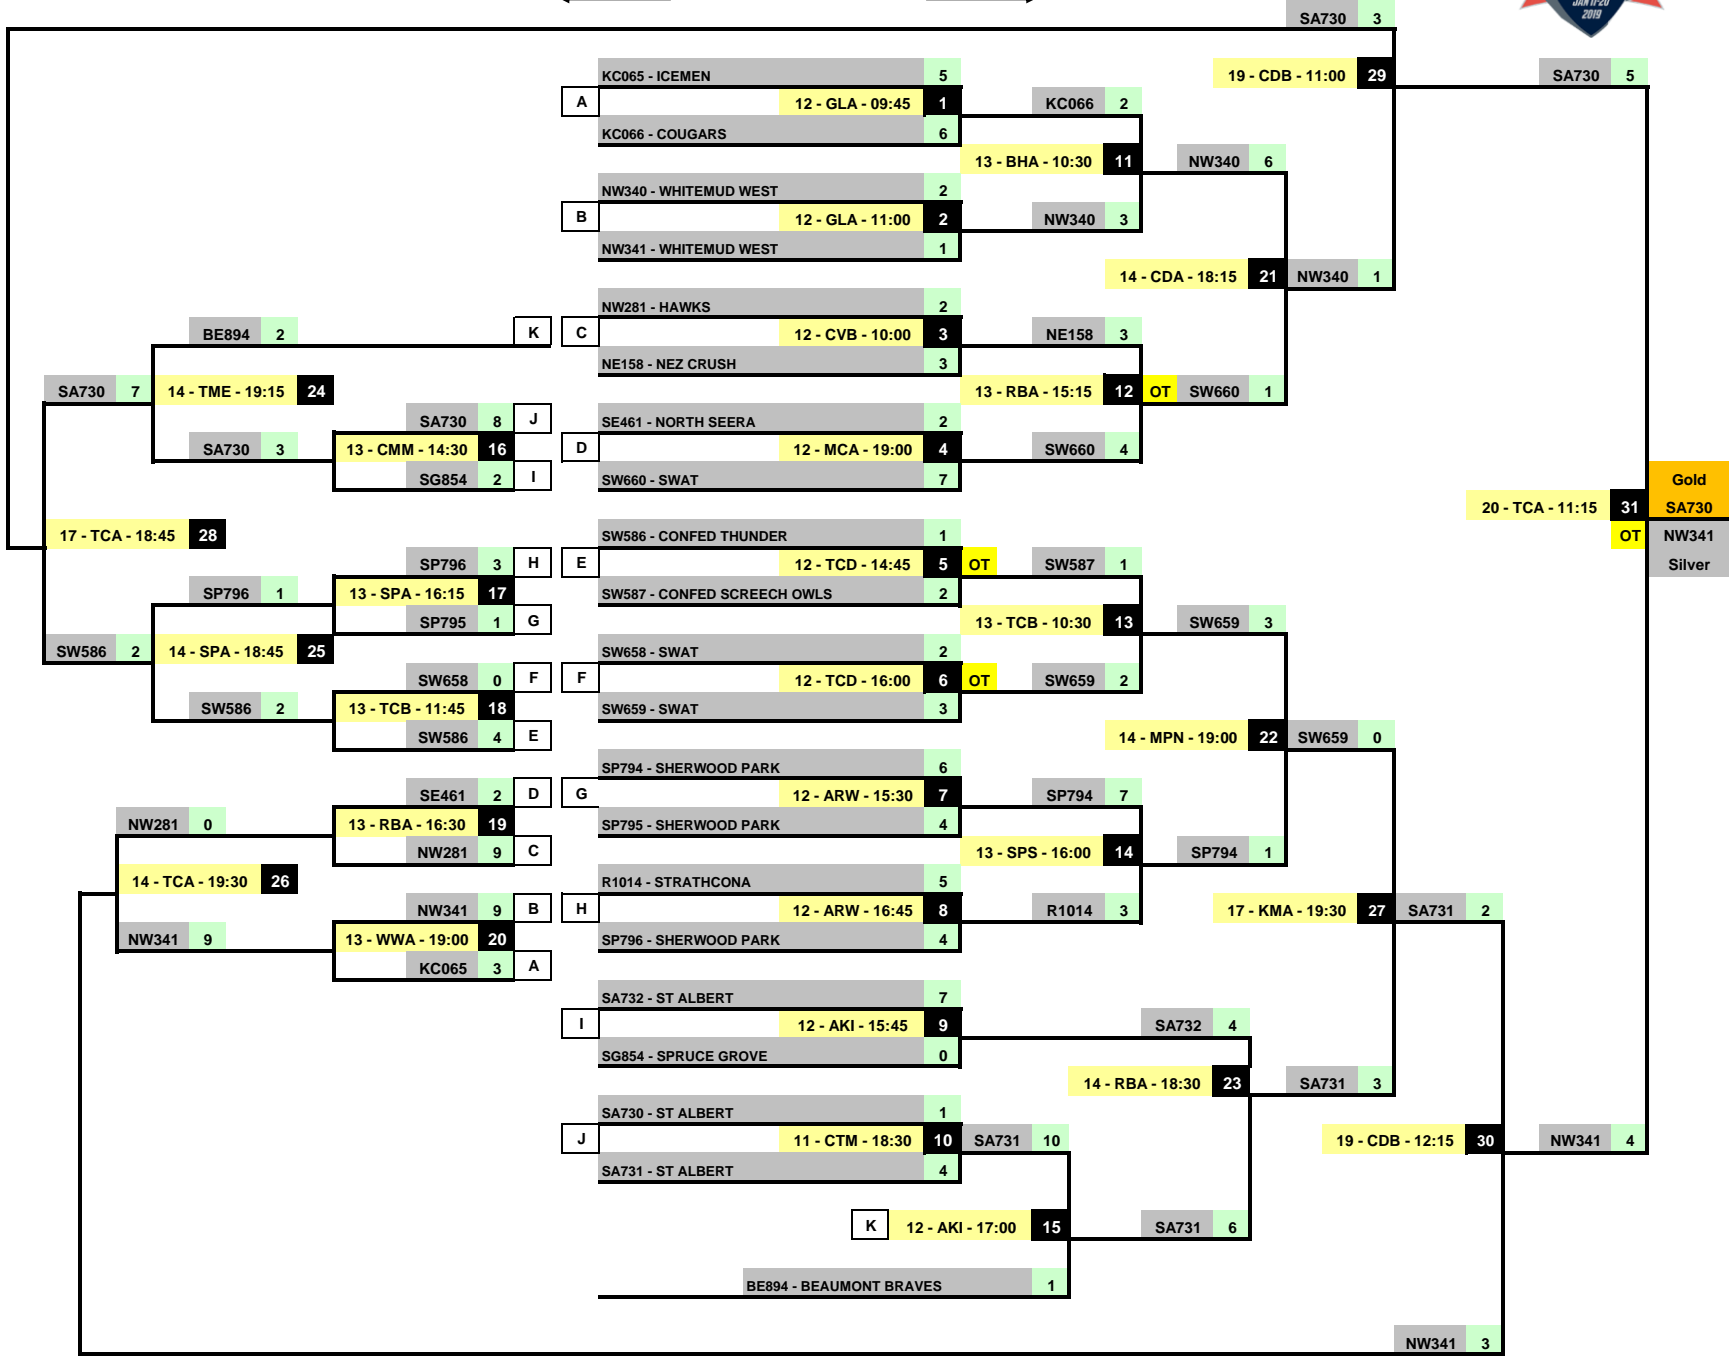 JAN 11-20
2019
SA730 3
KC065 - ICEMEN 5
19 - CDB - 11:00 29
SA730 5
A 12 - GLA - 09:45 1
KC066 2
KC066 - COUGARS 6
13 - BHA - 10:30 11
NW340 6
NW340 - WHITEMUD WEST 2
B 12 - GLA - 11:00 2
NW340 3
NW341 - WHITEMUD WEST 1
14 - CDA - 18:15 21 NW340 1
NW281 - HAWKS 2
BE894 2
K C 12 - CVB - 10:00 3
NE158 3
NE158 - NEZ CRUSH 3
SA730 7 14 - TME - 19:15 24
13 - RBA - 15:15 12 OT SW660 1
SA730 8 J
SE461 - NORTH SEERA 2
SA730 3 13 - CMM - 14:30 16
D 12 - MCA - 19:00 4
SW660 4
SG854 2 I
SW660 - SWAT 7
Gold
20 - TCA - 11:15 31 SA730
17 - TCA - 18:45 28
SW586 - CONFED THUNDER 1
OT NW341
SP796 3 H E 12 - TCD - 14:45 5 OT SW587 1
Silver
SP796 1 13 - SPA - 16:15 17
SW587 - CONFED SCREECH OWLS 2
SP795 1 G
13 - TCB - 10:30 13
SW659 3
SW586 2 14 - SPA - 18:45 25
SW658 - SWAT 2
SW658 0 F F 12 - TCD - 16:00 6 OT SW659 2
SW586 2 13 - TCB - 11:45 18
SW659 - SWAT 3
SW586 4 E
14 - MPN - 19:00 22 SW659 0
SP794 - SHERWOOD PARK 6
SE461 2 D G 12 - ARW - 15:30 7
SP794 7
NW281 0 13 - RBA - 16:30 19
SP795 - SHERWOOD PARK 4
NW281 9 C
13 - SPS - 16:00 14
SP794 1
14 - TCA - 19:30 26
R1014 - STRATHCONA 5
NW341 9 B H 12 - ARW - 16:45 8
R1014 3
17 - KMA - 19:30 27 SA731 2
NW341 9 13 - WWA - 19:00 20
SP796 - SHERWOOD PARK 4
KC065 3 A
SA732 - ST ALBERT 7
I 12 - AKI - 15:45 9
SA732 4
SG854 - SPRUCE GROVE 0
14 - RBA - 18:30 23
SA731 3
SA730 - ST ALBERT 1
J 11 - CTM - 18:30 10 SA731 10
19 - CDB - 12:15 30
NW341 4
SA731 - ST ALBERT 4
K 12 - AKI - 17:00 15
SA731 6
BE894 - BEAUMONT BRAVES 1
NW341 3